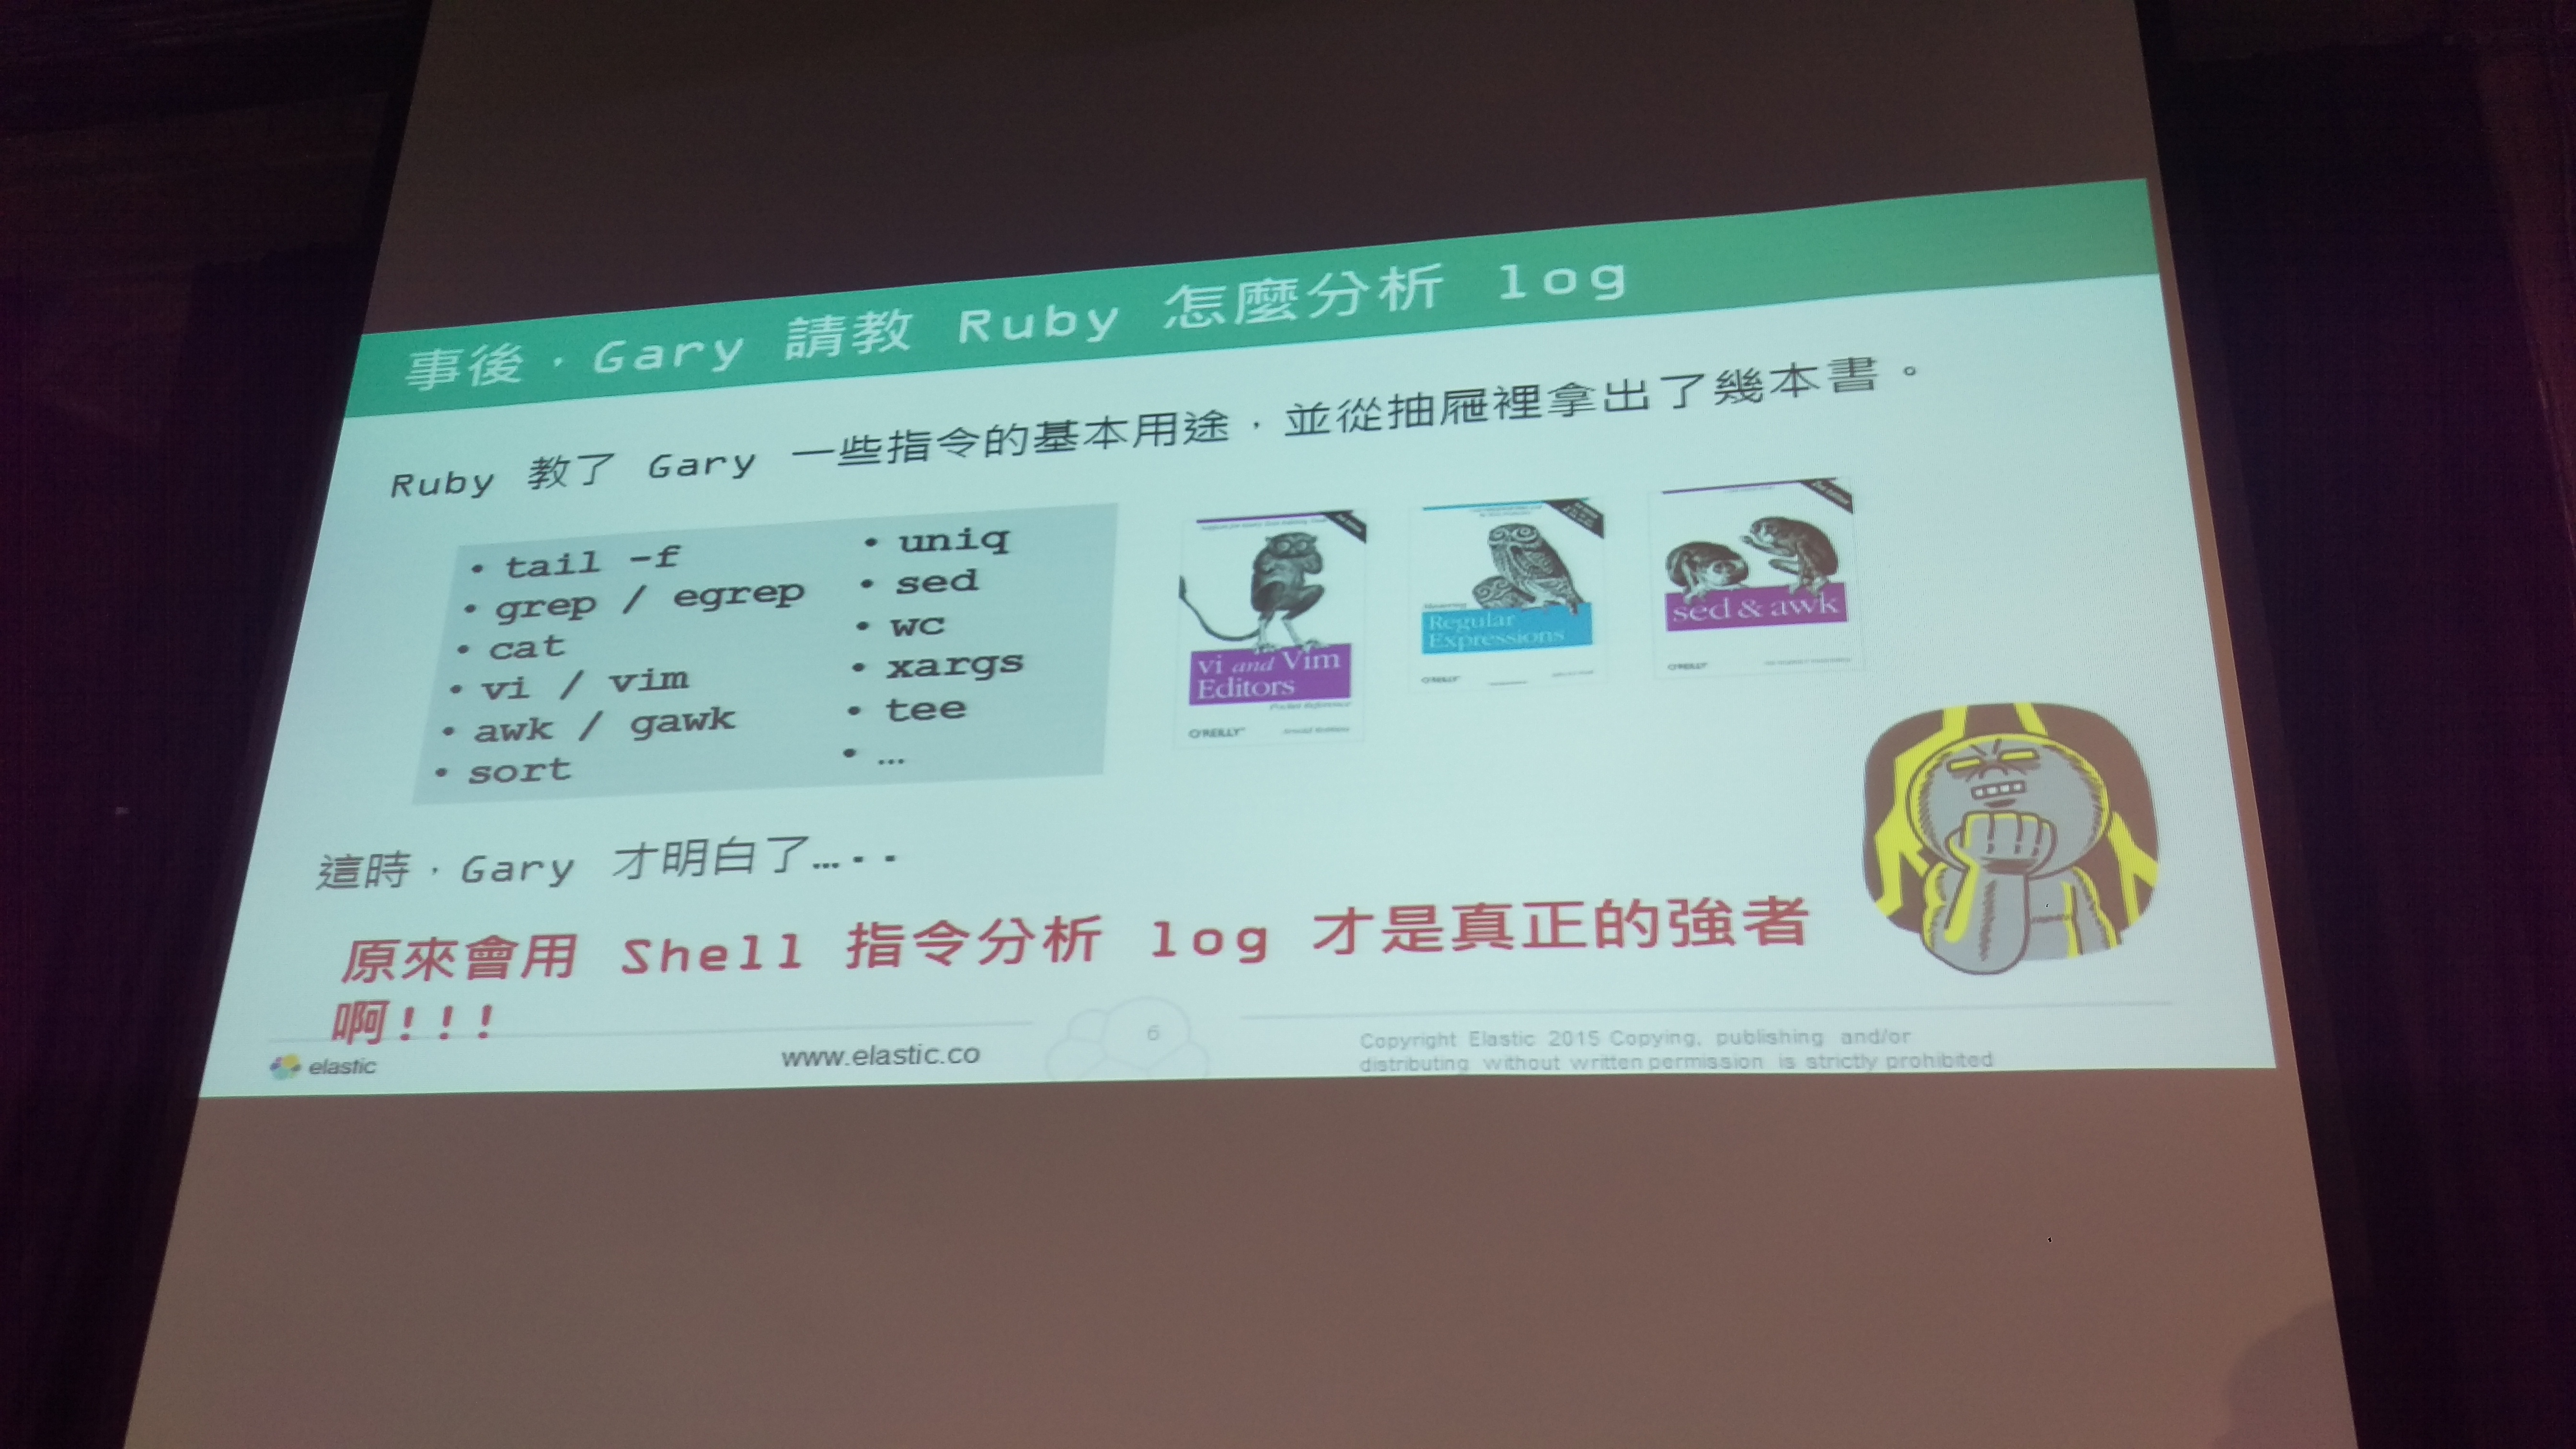 事後，Gary 請教 Ruby 怎麼分析 log
Ruby 教了 Gary 一些指令的基本用途，並從抽屜裡拿出了幾本書。
• tail -f
• grep / egrep
• cat
• vi / vim
• awk / gawk
• sort
• uniq
• sed
• wc
• xargs
• tee
• …
vi and Vim
Editors
Pocket Reference
O'REILLY
Arnold Robbins
Mastering
Regular
Expressions
O'REILLY
2nd Edition
sed & awk
O'REILLY
這時，Gary 才明白了…..
原來會用 Shell 指令分析 log 才是真正的強者
啊!!!
elastic
www.elastic.co
6
Copyright Elastic 2015 Copying, publishing and/or
distributing without written permission is strictly prohibited